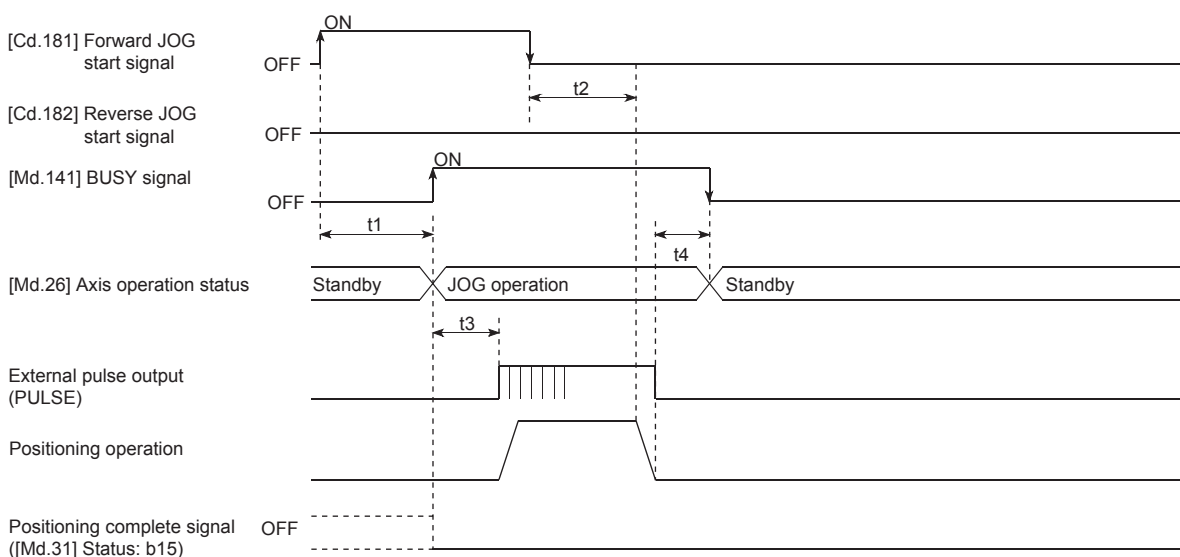 ON
[Cd.181] Forward JOG
start signal
OFF
t2
[Cd.182] Reverse JOG
start signal
OFF
ON
[Md.141] BUSY signal
OFF
t1
t4
[Md.26] Axis operation status
Standby
JOG operation
Standby
t3
External pulse output
(PULSE)
Positioning operation
Positioning complete signal
OFF
([Md.31] Status: b15)